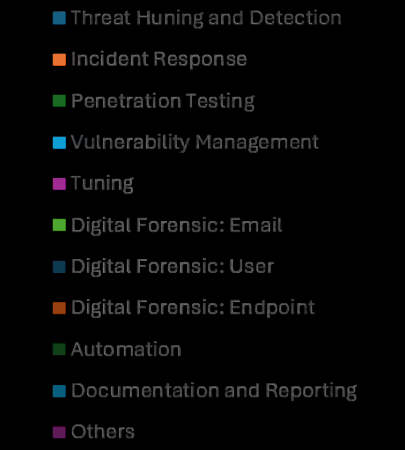 Threat Huning and Detection
Incident Response
Penetration Testing
Vulnerability Management
Tuning
Digital Forensic: Email
Digital Forensic: User
Digital Forensic: Endpoint
Automation
Documentation and Reporting
Others